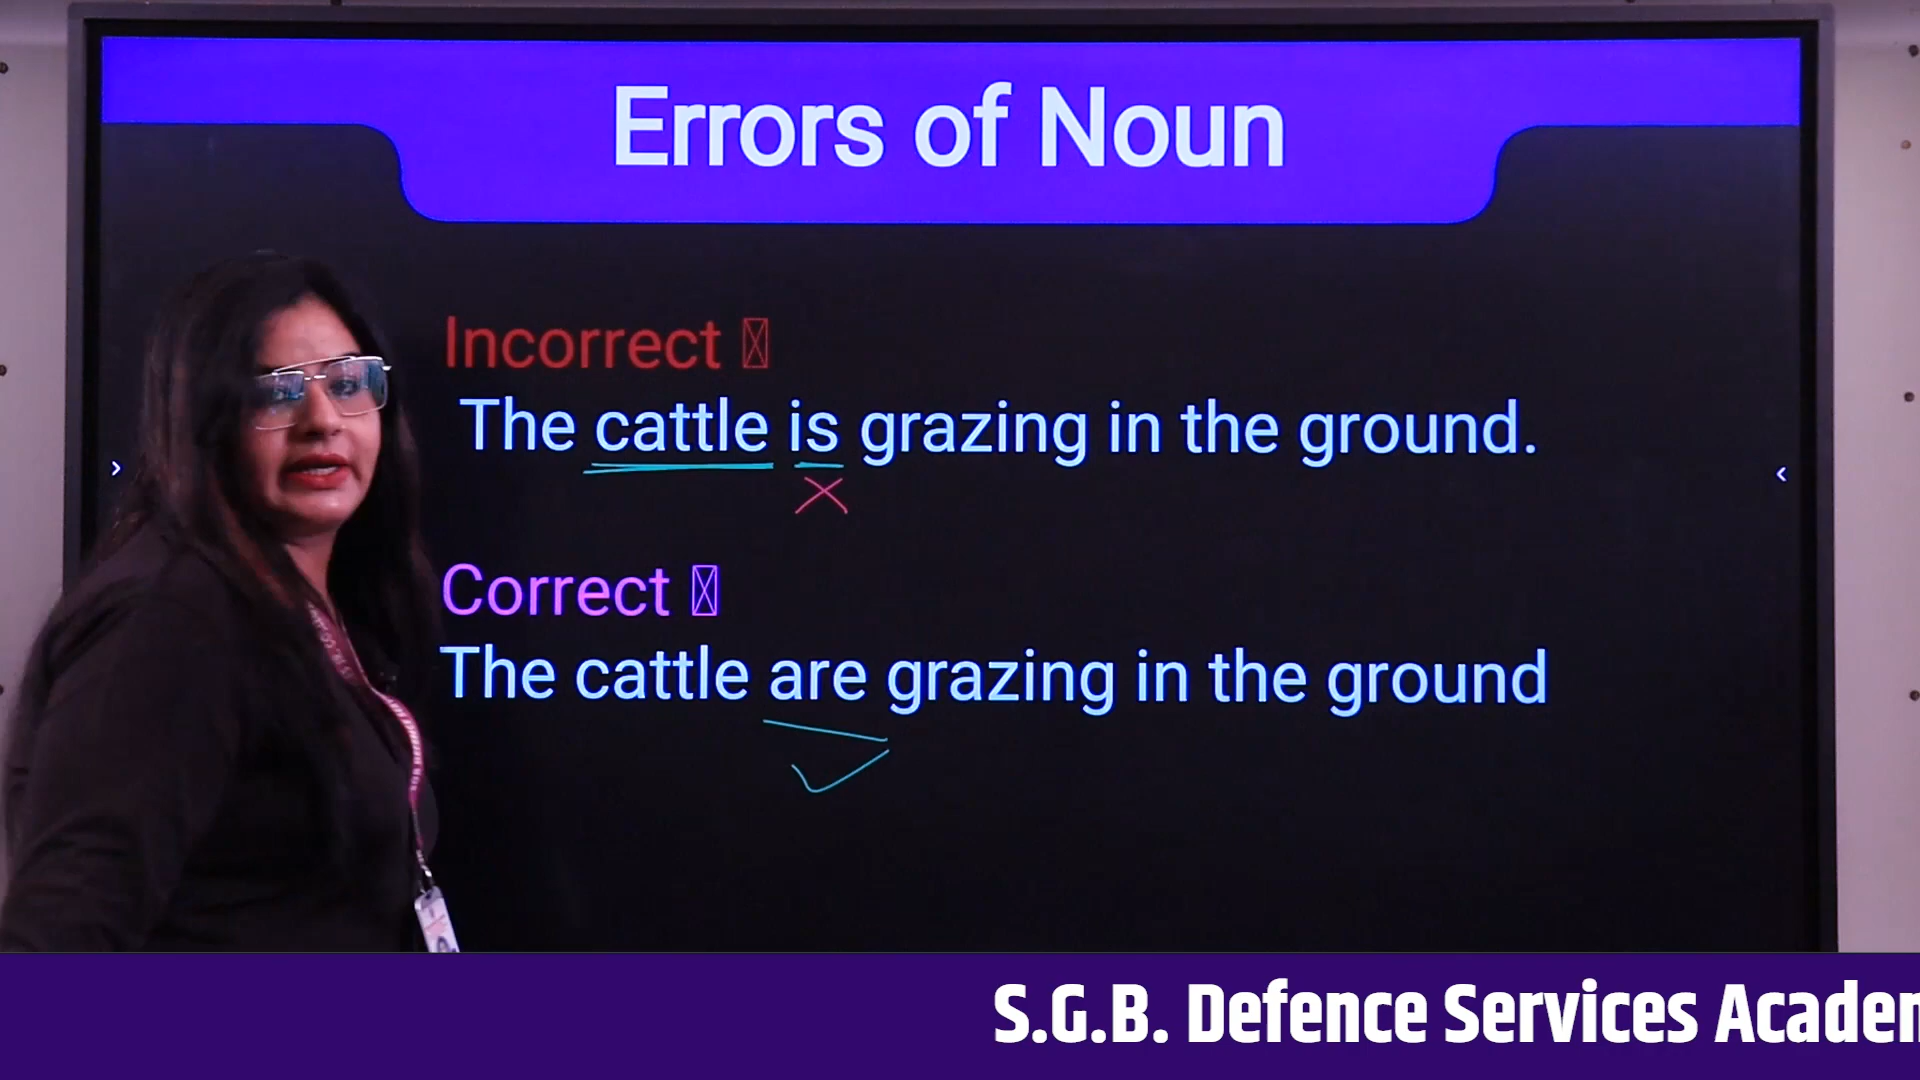 Errors of Noun
Incorrect
The cattle is grazing in the ground.
Correct
The cattle are grazing in the ground
S.G.B. Defence Services Academ